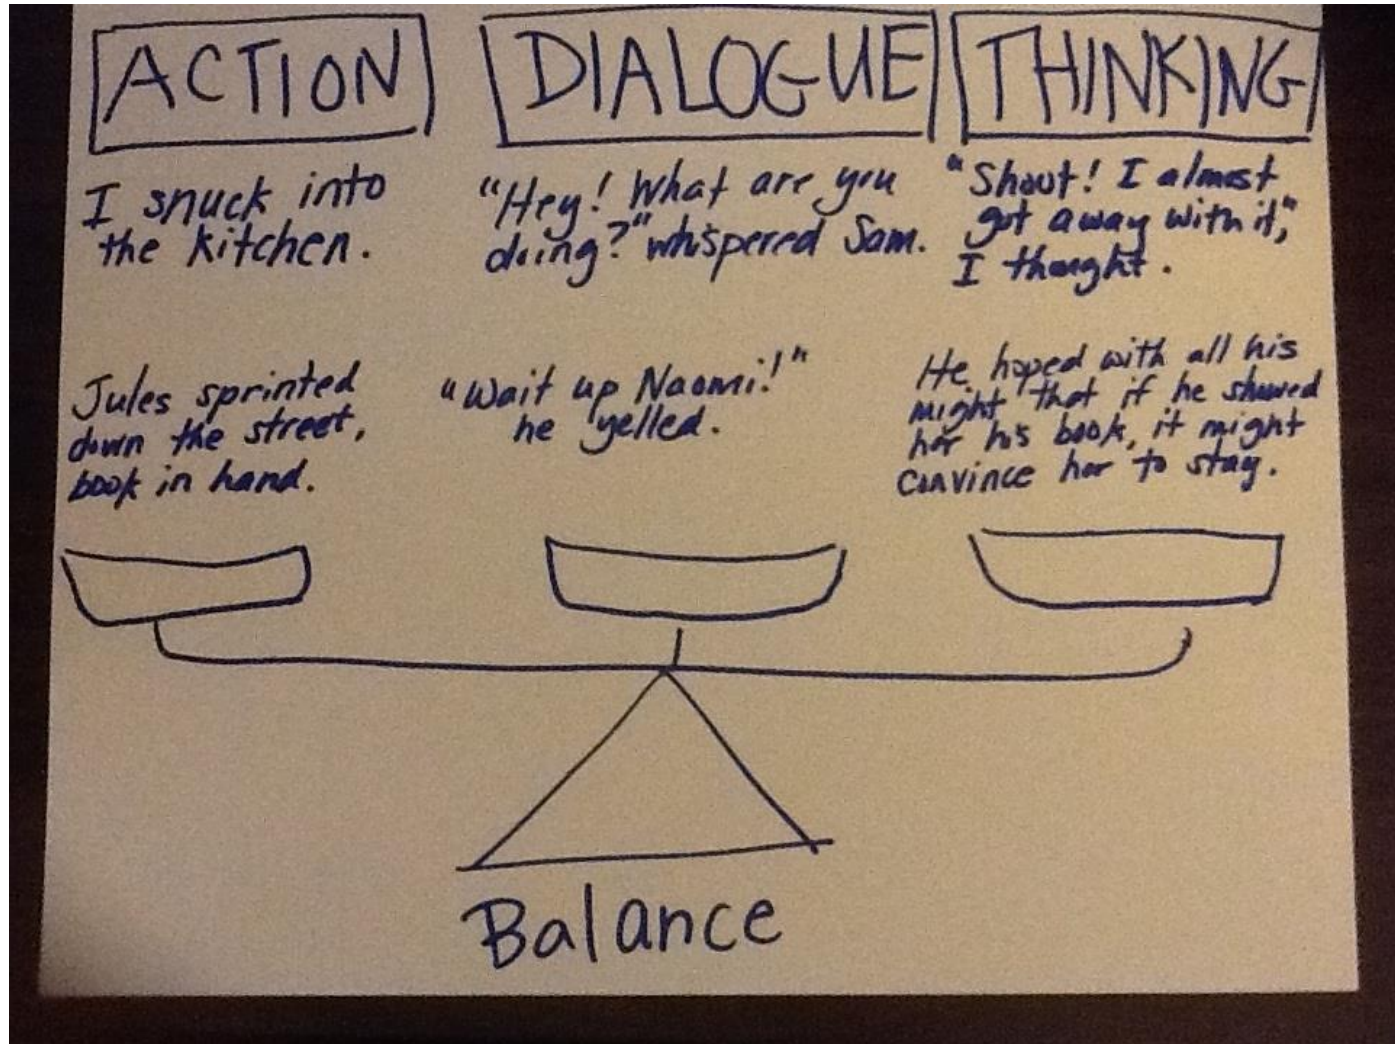 ACTION
I snuck into
the kitchen.
Jules sprinted
down the street,
book in hand.
DIALOGUE
"Hey! What are you
doing?" whispered Sam.
"Wait up Naomi!"
he yelled.
THINKING
"Shoot! I almost
got away with it,"
I thought.
He hoped with all his
might that if he showed
her his book, it might
convince her to stay.
Balance